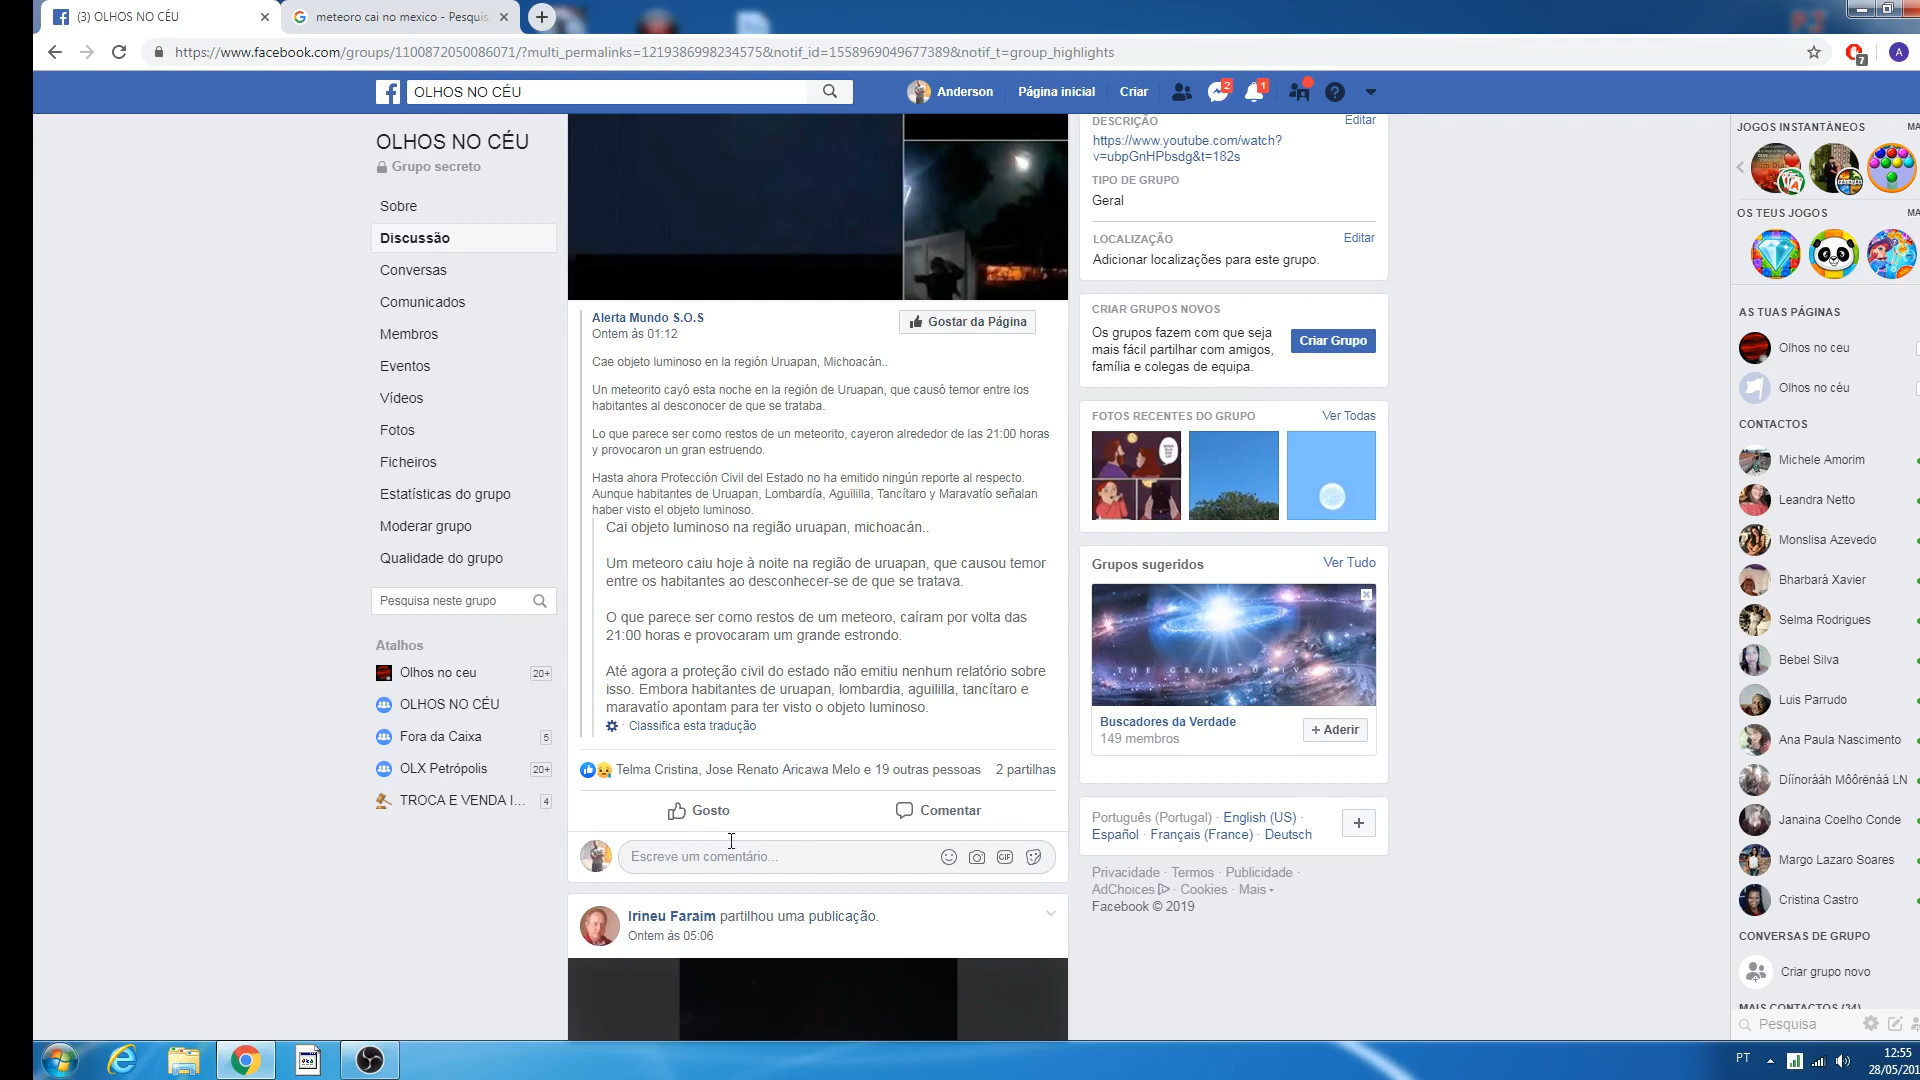 (3) OLHOS NO CÉU
meteoro cai no mexico - Pesquis
https://www.facebook.com/groups/1100872050086071/?multi_permalinks=1219386998234575&notif_id=1558969049677389&notif_t=group_highlights
7
A
OLHOS NO CÉU
Anderson
Página inicial
Criar
2
1
OLHOS NO CÉU
Grupo secreto
Sobre
Discussão
Conversas
Comunicados
Membros
Eventos
Vídeos
Fotos
Ficheiros
Estatísticas do grupo
Moderar grupo
Qualidade do grupo
Pesquisa neste grupo
Atalhos
Olhos no ceu 20+
OLHOS NO CÉU
Fora da Caixa 5
OLX Petrópolis 20+
TROCA E VENDA I... 4
Alerta Mundo S.O.S
Ontem às 01:12
Gostar da Página
Cae objeto luminoso en la región Uruapan, Michoacán..
Un meteorito cayó esta noche en la región de Uruapan, que causó temor entre los
habitantes al desconocer de que se trataba.
Lo que parece ser como restos de un meteorito, cayeron alrededor de las 21:00 horas
y provocaron un gran estruendo.
Hasta ahora Protección Civil del Estado no ha emitido ningún reporte al respecto.
Aunque habitantes de Uruapan, Lombardía, Aguililla, Tancítaro y Maravatío señalan
haber visto el objeto luminoso.
Cai objeto luminoso na região uruapan, michoacán..
Um meteoro caiu hoje à noite na região de uruapan, que causou temor
entre os habitantes ao desconhecer-se de que se tratava.
O que parece ser como restos de um meteoro, caíram por volta das
21:00 horas e provocaram um grande estrondo.
Até agora a proteção civil do estado não emitiu nenhum relatório sobre
isso. Embora habitantes de uruapan, lombardia, aguililla, tancítaro e
maravatío apontam para ter visto o objeto luminoso.
· Classifica esta tradução
Telma Cristina, Jose Renato Aricawa Melo e 19 outras pessoas 2 partilhas
Gosto
Comentar
Escreve um comentário...
GIF
Irineu Faraim partilhou uma publicação.
Ontem às 05:06
DESCRIÇÃO Editar
https://www.youtube.com/watch?
v=ubpGnHPbsdg&t=182s
TIPO DE GRUPO
Geral
LOCALIZAÇÃO Editar
Adicionar localizações para este grupo.
CRIAR GRUPOS NOVOS
Os grupos fazem com que seja
mais fácil partilhar com amigos,
família e colegas de equipa.
Criar Grupo
FOTOS RECENTES DO GRUPO Ver Todas
Grupos sugeridos Ver Tudo
THE GRAND UNIVERSE
Buscadores da Verdade
149 membros
+ Aderir
Português (Portugal) · English (US) ·
Español · Français (France) · Deutsch
+
Privacidade · Termos · Publicidade ·
AdChoices · Cookies · Mais
Facebook © 2019
JOGOS INSTANTÂNEOS MA
OS TEUS JOGOS MA
AS TUAS PÁGINAS
Olhos no ceu
Olhos no céu
CONTACTOS
Michele Amorim
Leandra Netto
Monslisa Azevedo
Bharbará Xavier
Selma Rodrigues
Bebel Silva
Luis Parrudo
Ana Paula Nascimento
Díínorááh Môôrënáá LN
Janaina Coelho Conde
Margo Lazaro Soares
Cristina Castro
CONVERSAS DE GRUPO
Criar grupo novo
MAIS CONTACTOS (34)
Pesquisa
PT
12:55
28/05/201